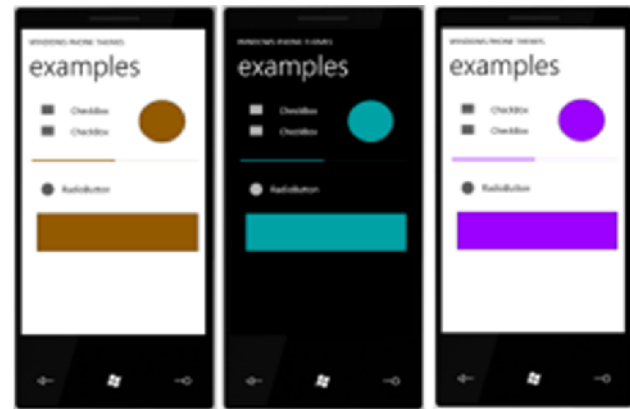 WINDOWS PHONE THEMES
examples
CheckBox
CheckBox
RadioButton
WINDOWS PHONE THEMES
examples
CheckBox
CheckBox
RadioButton
WINDOWS PHONE THEMES
examples
CheckBox
CheckBox
RadioButton